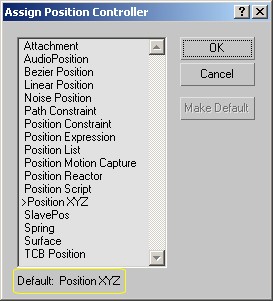 Assign Position Controller
Attachment
AudioPosition
Bezier Position
Linear Position
Noise Position
Path Constraint
Position Constraint
Position Expression
Position List
Position Motion Capture
Position Reactor
Position Script
>Position XYZ
SlavePos
Spring
Surface
TCB Position
OK
Cancel
Make Default
Default: Position XYZ